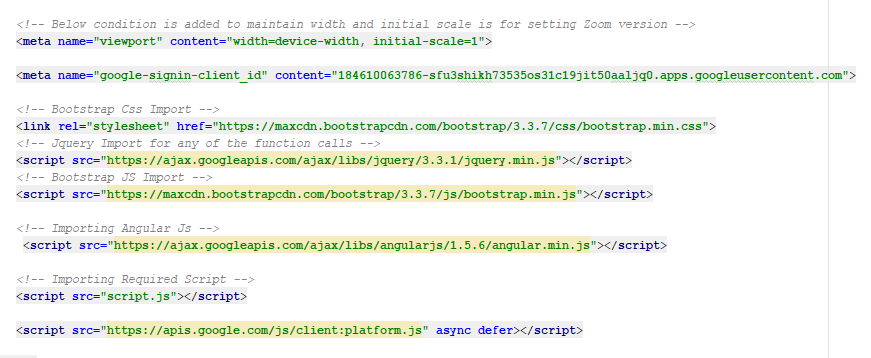 <!-- Below condition is added to maintain width and initial scale is for setting Zoom version -->
<meta name="viewport" content="width=device-width, initial-scale=1">
<meta name="google-signin-client_id" content="184610063786-sfu3shikh73535os31c19jit50aaljq0.apps.googleusercontent.com">
<!-- Bootstrap Css Import -->
<link rel="stylesheet" href="https://maxcdn.bootstrapcdn.com/bootstrap/3.3.7/css/bootstrap.min.css">
<!-- Jquery Import for any of the function calls -->
<script src="https://ajax.googleapis.com/ajax/libs/jquery/3.3.1/jquery.min.js"></script>
<!-- Bootstrap JS Import -->
<script src="https://maxcdn.bootstrapcdn.com/bootstrap/3.3.7/js/bootstrap.min.js"></script>
<!-- Importing Angular Js -->
<script src="https://ajax.googleapis.com/ajax/libs/angularjs/1.5.6/angular.min.js"></script>
<!-- Importing Required Script -->
<script src="script.js"></script>
<script src="https://apis.google.com/js/client:platform.js" async defer></script>